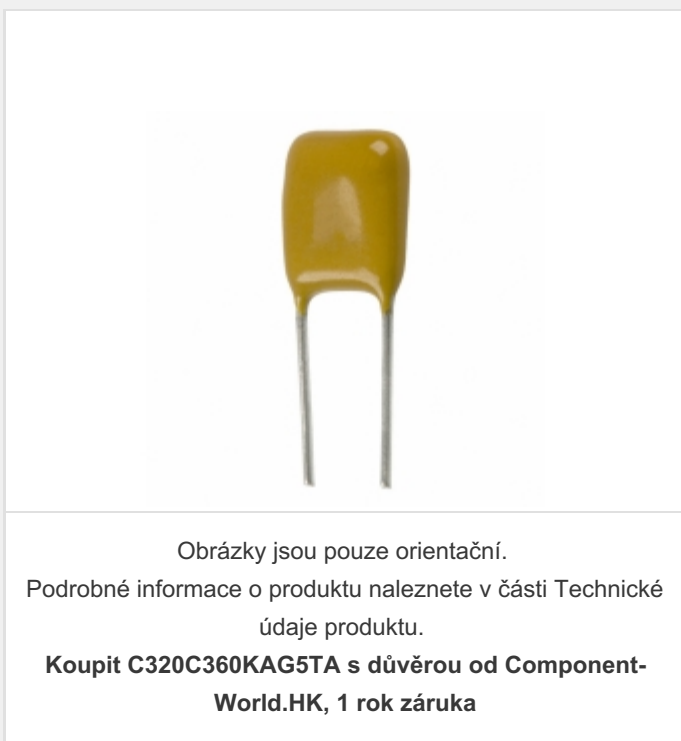 Obrázky jsou pouze orientační.
Podrobné informace o produktu naleznete v části Technické
údaje produktu.
Koupit C320C360KAG5TA s důvěrou od Component-
World.HK, 1 rok záruka